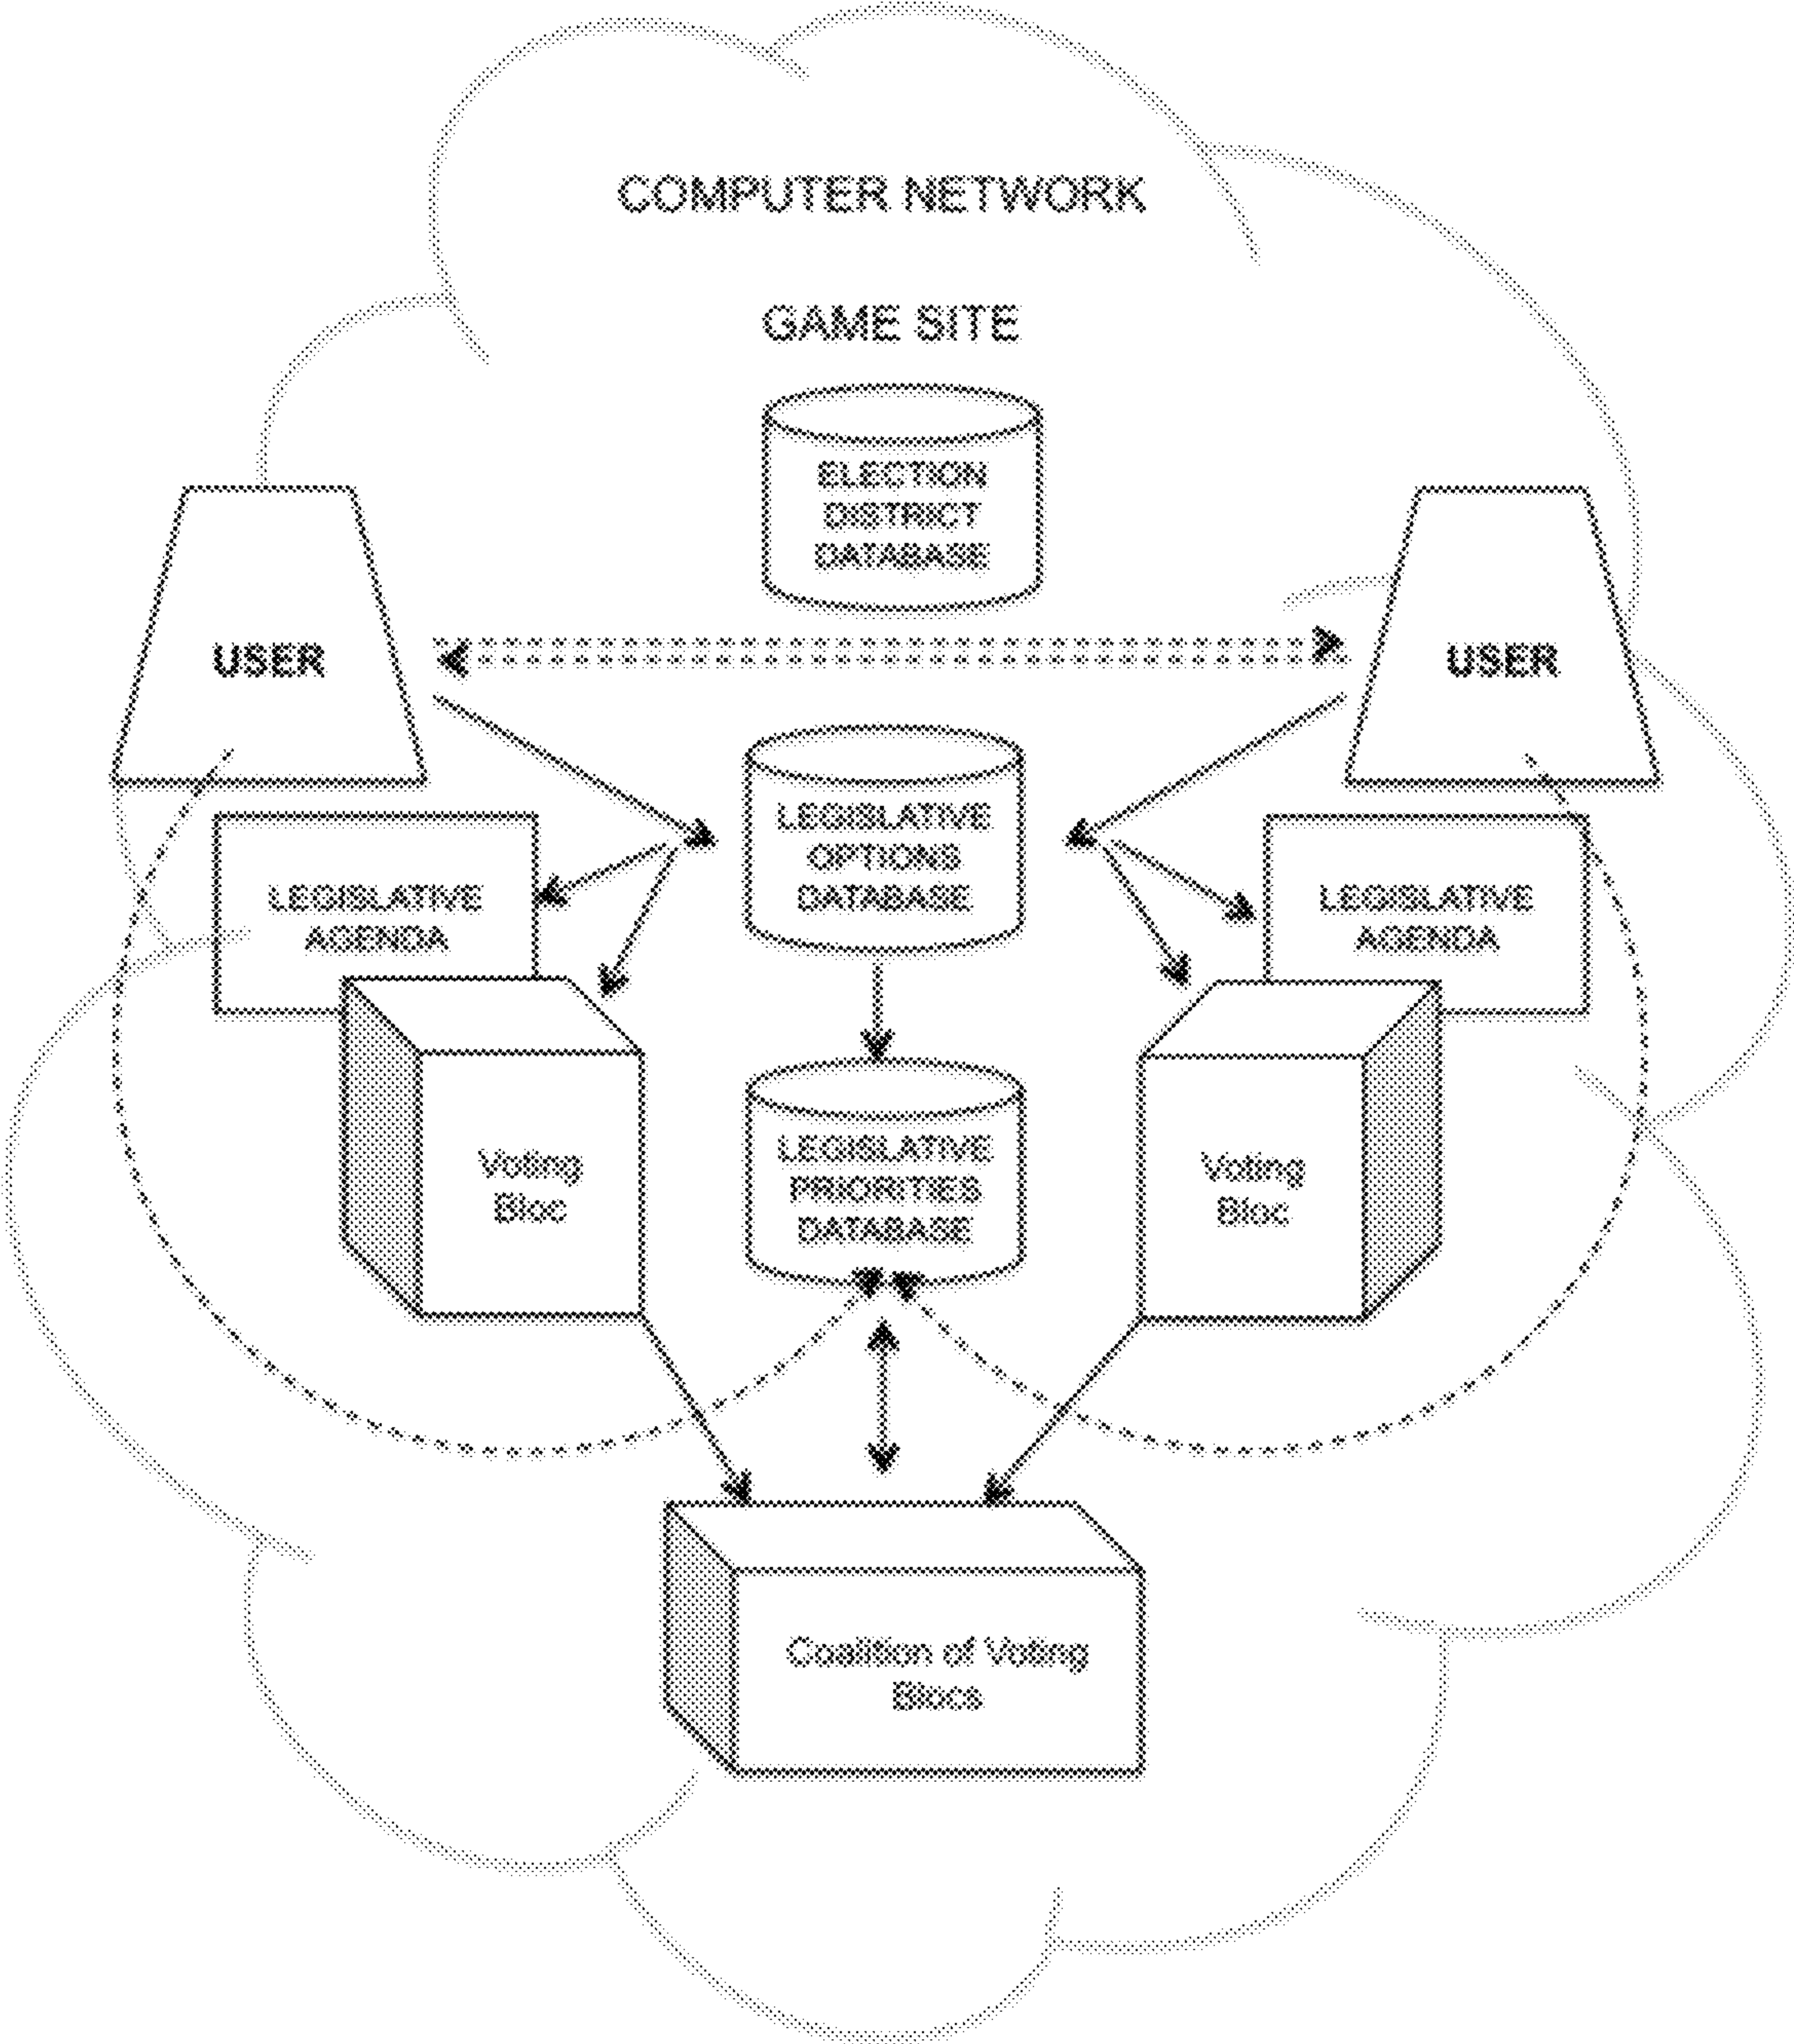 COMPUTER NETWORK
GAME SITE
ELECTION
DISTRICT
DATABASE
USER
USER
LEGISLATIVE
OPTIONS
DATABASE
LEGISLATIVE
AGENDA
LEGISLATIVE
AGENDA
Voting
Bloc
LEGISLATIVE
PRIORITIES
DATABASE
Voting
Bloc
Coalition of Voting
Blocs